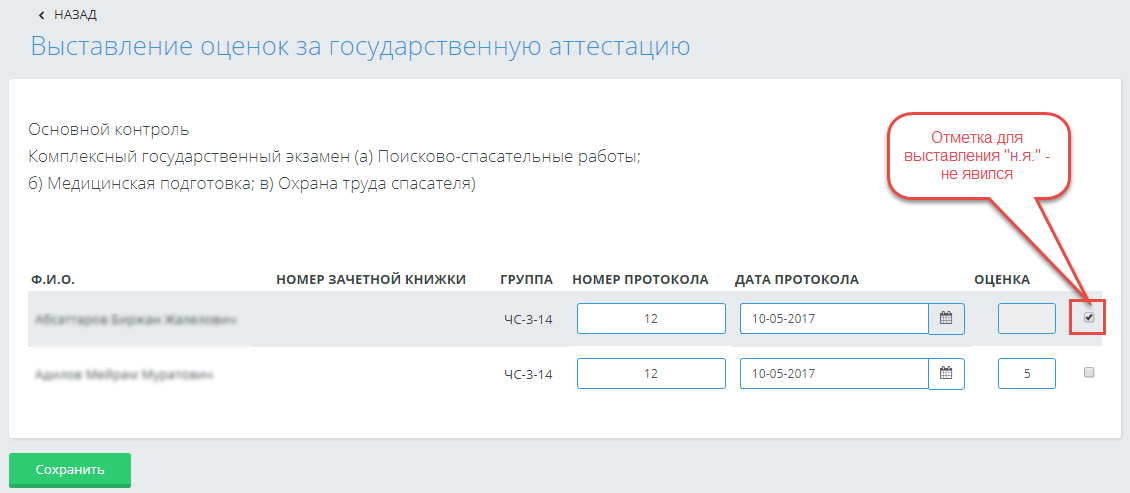 НАЗАД
Выставление оценок за государственную аттестацию
Основной контроль
Комплексный государственный экзамен (а) Поисково-спасательные работы;
б) Медицинская подготовка; в) Охрана труда спасателя)
Отметка для
выставления "н.я." -
не явился
Ф.И.О. НОМЕР ЗАЧЕТНОЙ КНИЖКИ ГРУППА НОМЕР ПРОТОКОЛА ДАТА ПРОТОКОЛА ОЦЕНКА
ЧС-3-14 12 10-05-2017
ЧС-3-14 12 10-05-2017 5
Сохранить